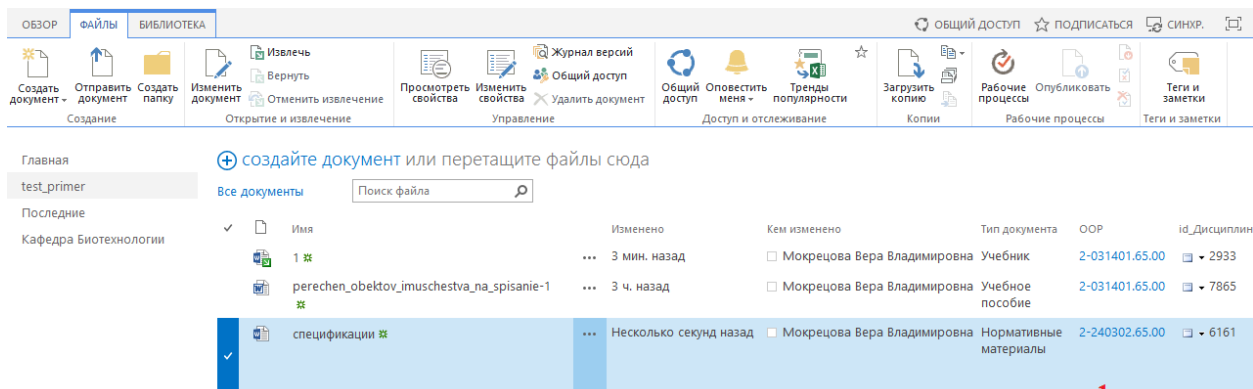 ОБЗОР ФАЙЛЫ БИБЛИОТЕКА ОБЩИЙ ДОСТУП ПОДПИСАТЬСЯ СИНХР.
Создать документ Отправить документ Создать папку
Создание
Изменить документ Извлечь
Вернуть
Отменить извлечение
Открытие и извлечение
Просмотреть свойства Изменить свойства Журнал версий
Общий доступ
Удалить документ
Управление
Общий доступ Оповестить меня Тренды популярности
Доступ и отслеживание
Загрузить копию
Копии
Рабочие процессы Опубликовать
Рабочие процессы
Теги и заметки
Теги и заметки
Главная
test_primer
Последние
Кафедра Биотехнологии
создайте документ или перетащите файлы сюда
Все документы Поиск файла
Имя Изменено Кем изменено Тип документа ООР id_Дисциплин
1 ... 3 мин. назад Мокрецова Вера Владимировна Учебник 2-031401.65.00 2933
perechen_obektov_imuschestva_na_spisanie-1 ... 3 ч. назад Мокрецова Вера Владимировна Учебное пособие 2-031401.65.00 7865
спецификации ... Несколько секунд назад Мокрецова Вера Владимировна Нормативные материалы 2-240302.65.00 6161